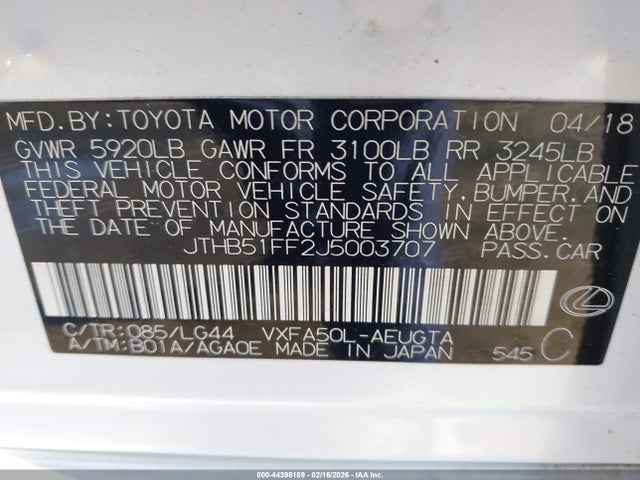 MFD.BY: TOYOTA MOTOR CORPORATION 04/18
GVWR 5920LB GAWR FR 3100LB RR 3245LB
THIS VEHICLE CONFORMS TO ALL APPLICABLE
FEDERAL MOTOR VEHICLE SAFETY, BUMPER, AND
THEFT PREVENTION STANDARDS IN EFFECT ON
THE DATE OF MANUFACTURE SHOWN ABOVE.
JTHB51FF2J5003707 PASS.CAR
C/TR:085/LG44 VXFA50L-AEUGTA
A/TM:B01A/AGA0E MADE IN JAPAN 545 C
000-44398189 - 02/16/2026 - IAA Inc.